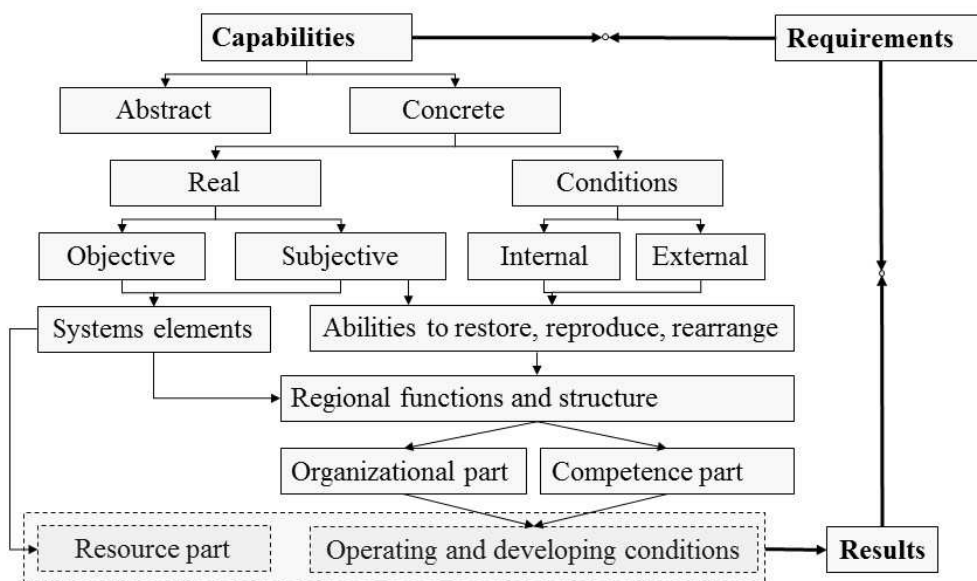 Capabilities
Requirements
Abstract
Concrete
Real
Conditions
Objective
Subjective
Internal
External
Systems elements
Abilities to restore, reproduce, rearrange
Regional functions and structure
Organizational part
Competence part
Resource part
Operating and developing conditions
Results